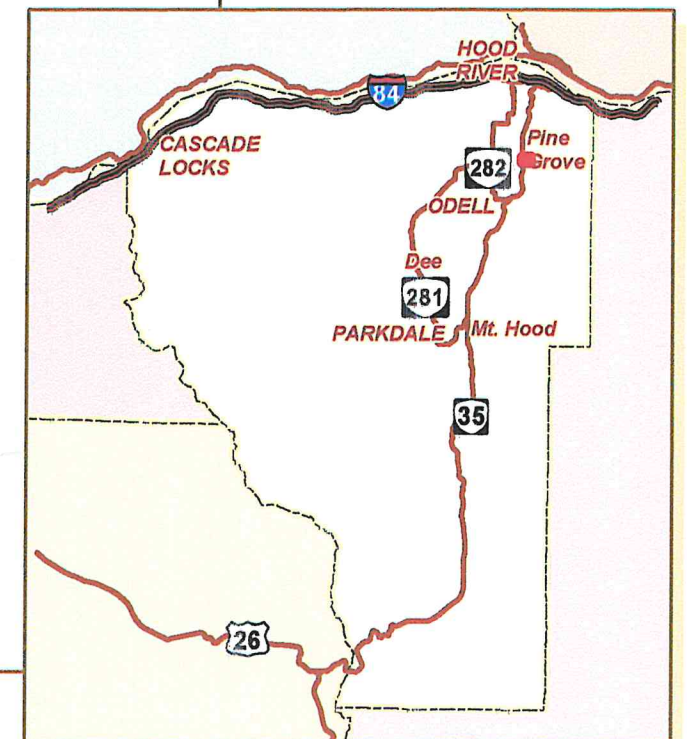 HOOD
RIVER
84
CASCADE
LOCKS
Pine
Grove
282
ODELL
Dee
281
PARKDALE
Mt. Hood
35
26